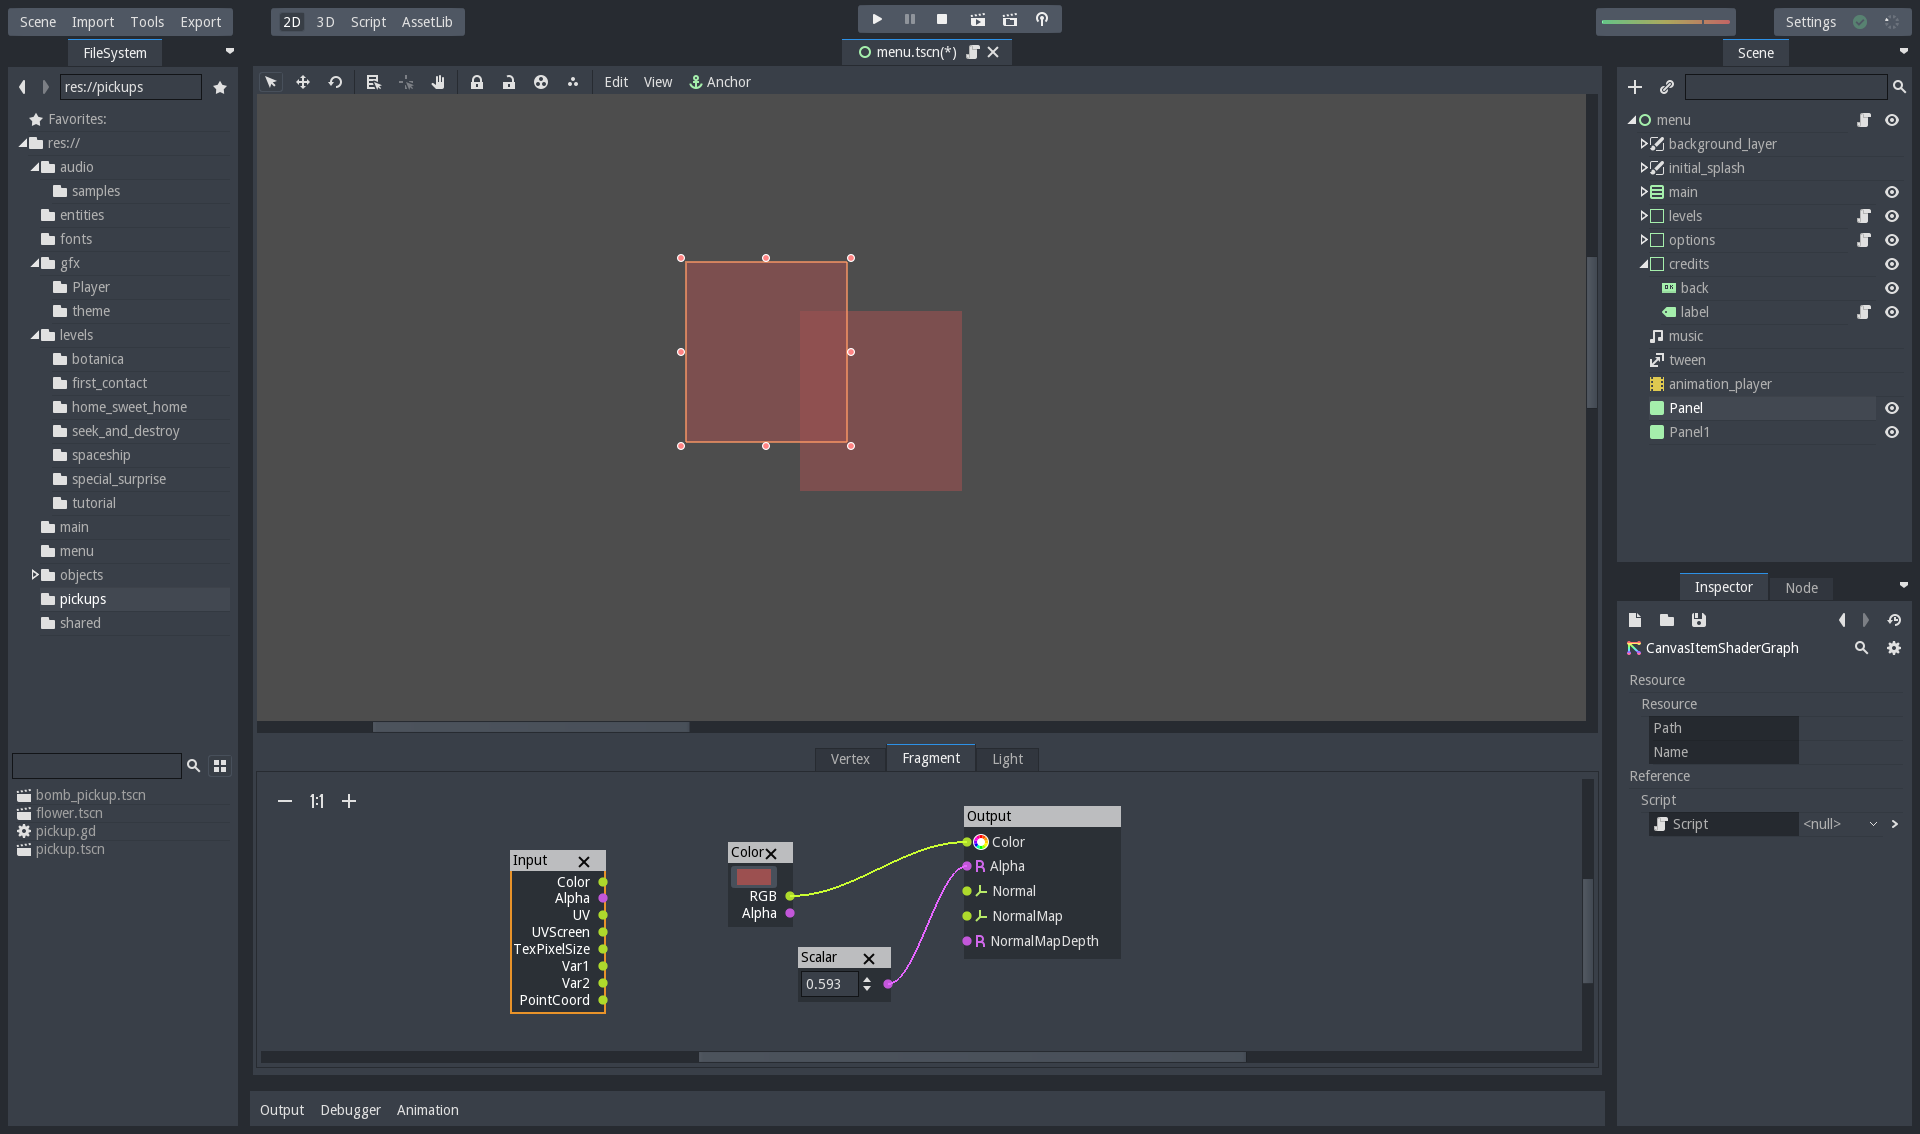 Scene Import Tools Export
2D 3D Script AssetLib
Settings
FileSystem
menu.tscn(*)
Scene
res://pickups
Edit View Anchor
Favorites:
res://
audio
samples
entities
fonts
gfx
Player
theme
levels
botanica
first_contact
home_sweet_home
seek_and_destroy
spaceship
special_surprise
tutorial
main
menu
objects
pickups
shared
bomb_pickup.tscn
flower.tscn
pickup.gd
pickup.tscn
menu
background_layer
initial_splash
main
levels
options
credits
back
label
music
tween
animation_player
Panel
Panel1
Inspector Node
CanvasItemShaderGraph
Resource
Resource
Path
Name
Reference
Script
Script <null>
Vertex Fragment Light
1:1
Input
Color
Alpha
UV
UVScreen
TexPixelSize
Var1
Var2
PointCoord
Color
RGB
Alpha
Scalar
0.593
Output
Color
Alpha
Normal
NormalMap
NormalMapDepth
Output Debugger Animation